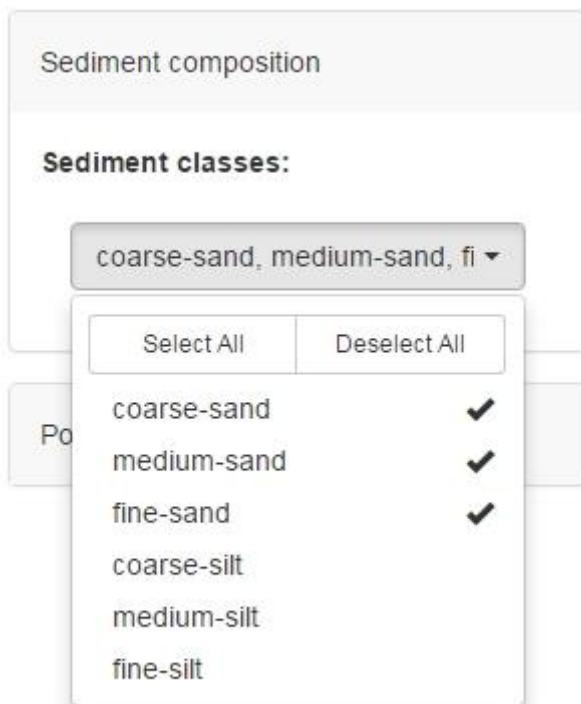 Sediment composition
Sediment classes:
coarse-sand, medium-sand, fi
Select All Deselect All
coarse-sand
medium-sand
Po
fine-sand
coarse-silt
medium-silt
fine-silt